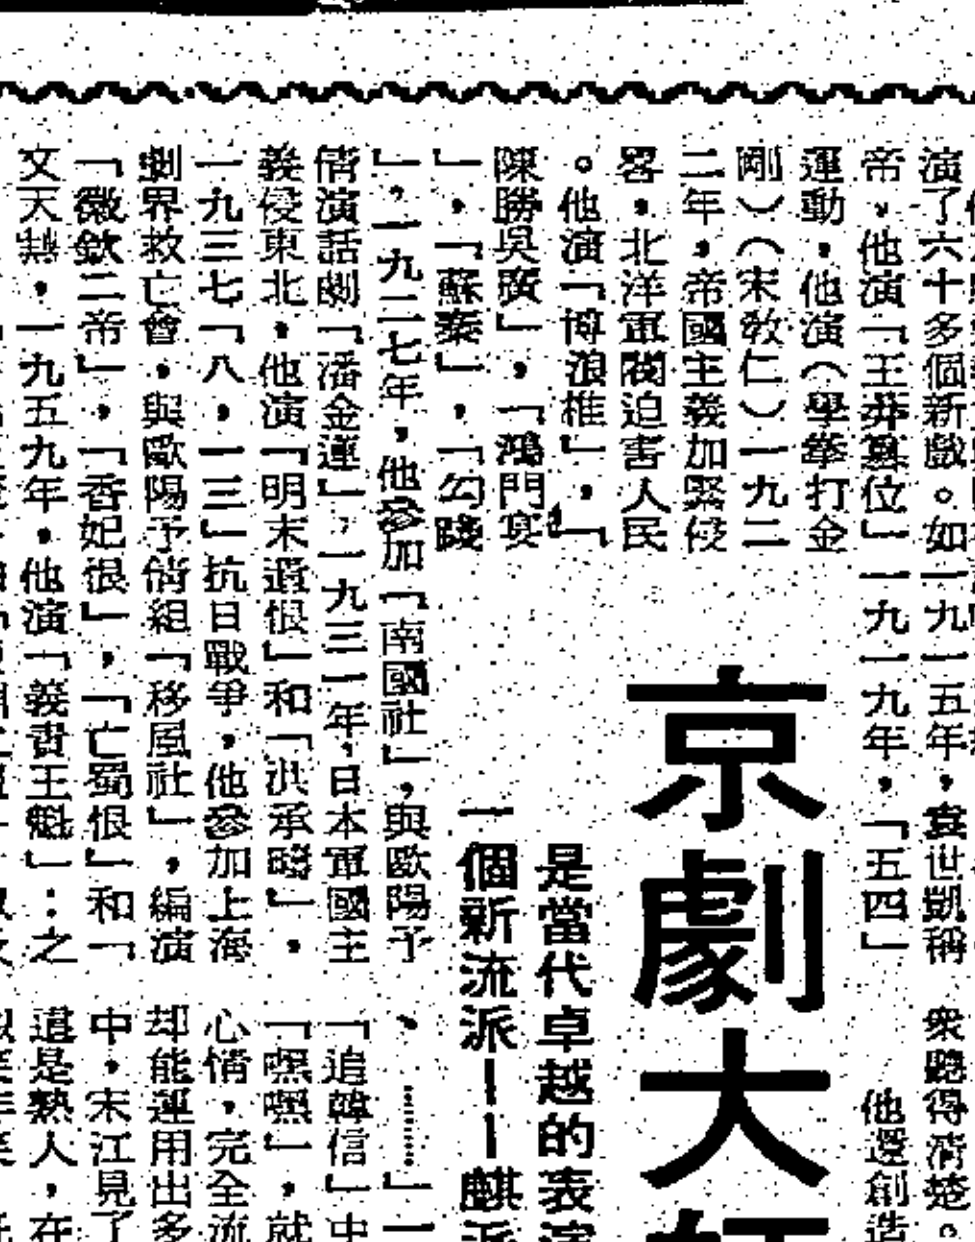 演了六十多個新戲。如一九一五年，袁世凱稱
帝，他演「王莽篡位」一九一九年，「五四」
運動，他演（學拳打金
剛）（宋教仁）一九二
二年，帝國主義加緊侵
畧，北洋軍閥迫害人民
。他演「博浪椎」，「
陳勝吳廣」，「鴻門宴
」，「蘇秦」，「勾踐
」，一九二七年，他參加「南國社」，與歐陽予
倩演話劇「潘金蓮」，一九三一年，日本軍國主
義侵東北，他演「明末遺恨」和「洪承疇」，
一九三七「八，一三」抗日戰爭，他參加上海
劇界救亡會，與歐陽予倩組「移風社」，編演
「徽欽二帝」，「香妃恨」，「亡蜀恨」和「
文天祥，一九五九年，他演「義責王魁」：之
京劇大
是當代卓越的表演
一個新流派——麒派
衆聽得清楚。
他還創造
、………」一
「追韓信」中
「嘿嘿」，就
心情，完全流
却能運用出多
中，宋江見了
這是熟人，在